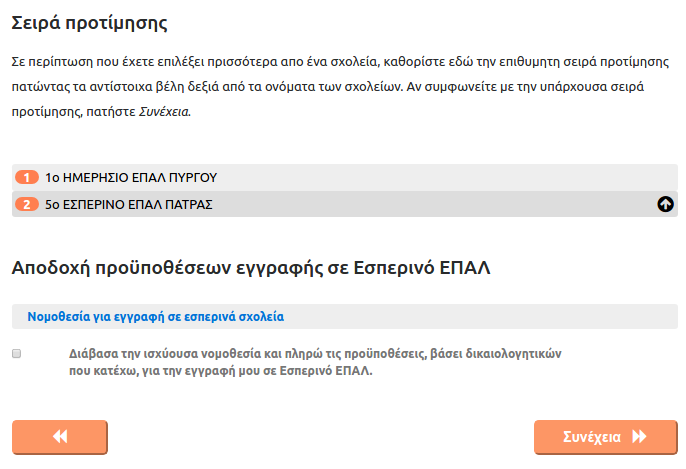 Σειρά προτίμησης
Σε περίπτωση που έχετε επιλέξει πρισσότερα απο ένα σχολεία, καθορίστε εδώ την επιθυμητη σειρά προτίμησης
πατώντας τα αντίστοιχα βέλη δεξιά από τα ονόματα των σχολείων. Αν συμφωνείτε με την υπάρχουσα σειρά
προτίμησης, πατήστε Συνέχεια.
1 1ο ΗΜΕΡΗΣΙΟ ΕΠΑΛ ΠΥΡΓΟΥ
2 5ο ΕΣΠΕΡΙΝΟ ΕΠΑΛ ΠΑΤΡΑΣ
Αποδοχή προϋποθέσεων εγγραφής σε Εσπερινό ΕΠΑΛ
Νομοθεσία για εγγραφή σε εσπερινά σχολεία
Διάβασα την ισχύουσα νομοθεσία και πληρώ τις προϋποθέσεις, βάσει δικαιολογητικών
που κατέχω, για την εγγραφή μου σε Εσπερινό ΕΠΑΛ.
Συνέχεια